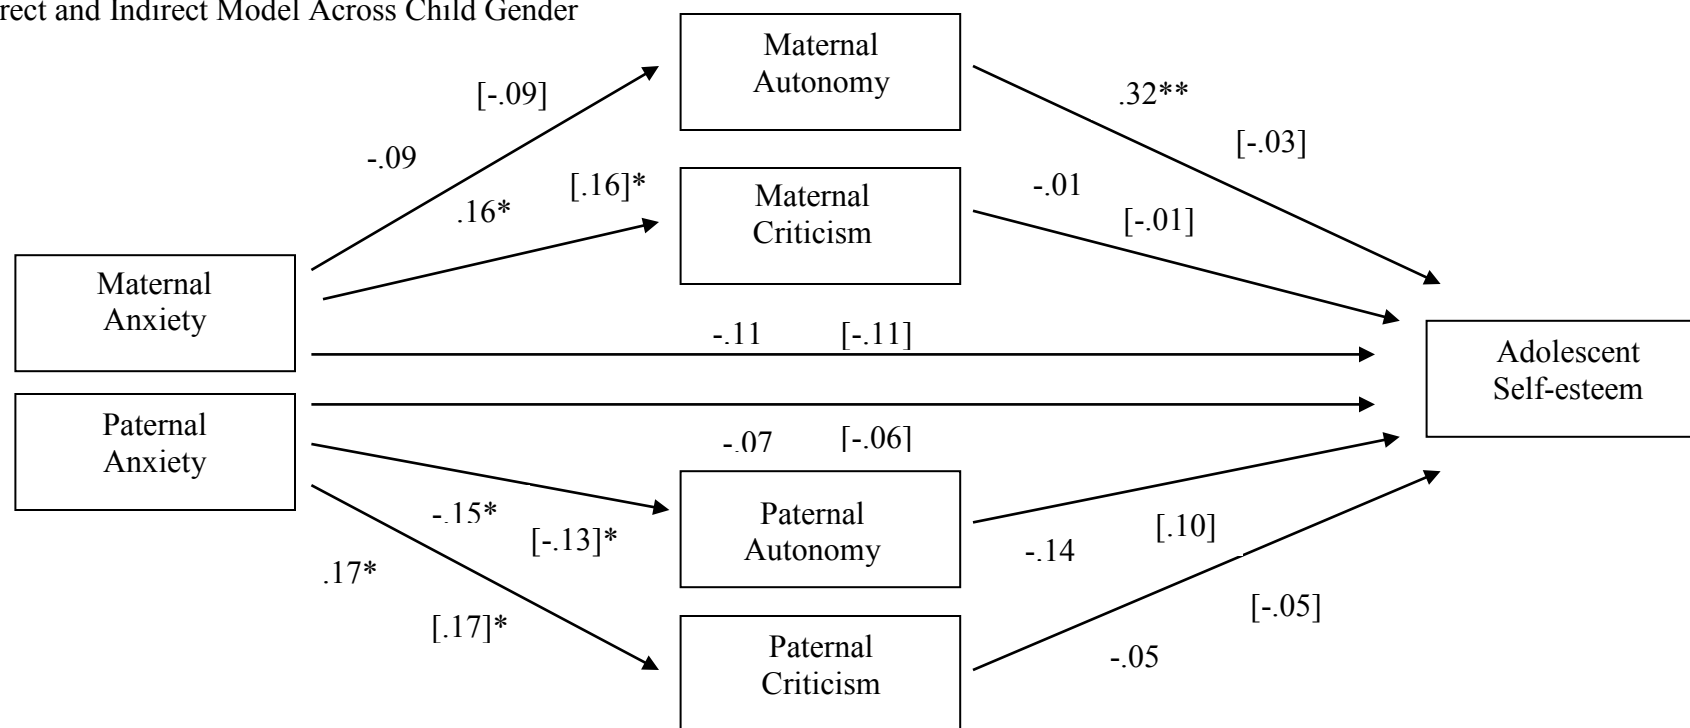 rect and Indirect Model Across Child Gender
Maternal
Autonomy
[-.09]
.32**
[-.03]
-.09
Maternal
Criticism
[.16]*
.16*
-.01
[-.01]
Maternal
Anxiety
-.11 [-.11]
Adolescent
Self-esteem
Paternal
Anxiety
-.07 [-.06]
-.15*
[-.13]*
Paternal
Autonomy
-.14
[.10]
.17*
[.17]*
[-.05]
Paternal
Criticism
-.05